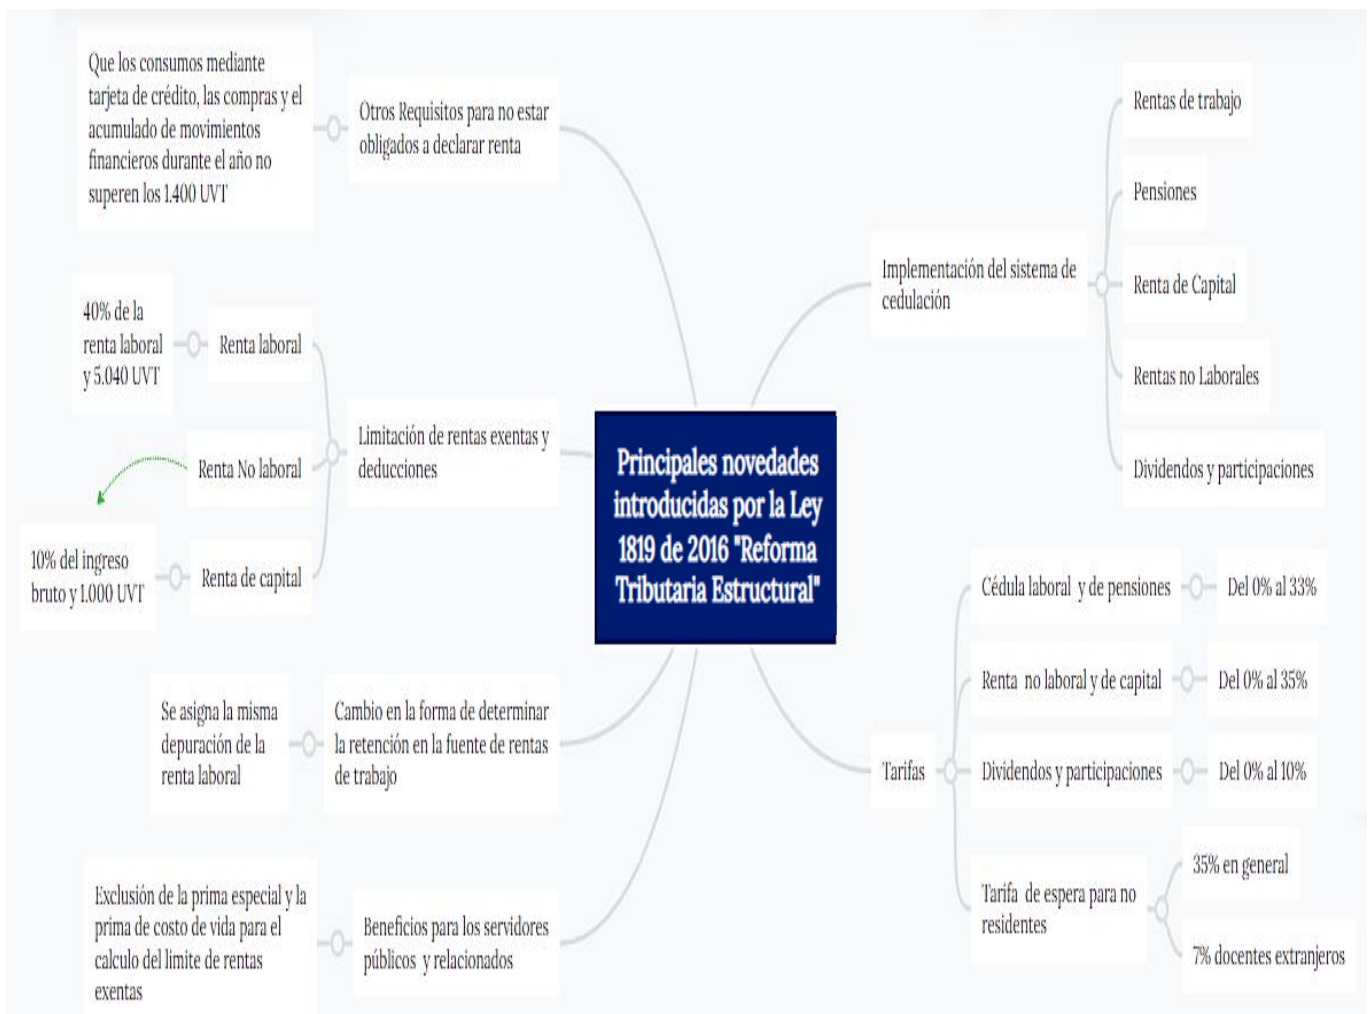 Que los consumos mediante
tarjeta de crédito, las compras y el
acumulado de movimientos
financieros durante el año no
superen los 1.400 UVT
Otros Requisitos para no estar
obligados a declarar renta
40% de la
renta laboral
y 5.040 UVT
Renta laboral
Renta No laboral
10% del ingreso
bruto y 1.000 UVT
Renta de capital
Limitación de rentas exentas y
deducciones
Se asigna la misma
depuración de la
renta laboral
Cambio en la forma de determinar
la retención en la fuente de rentas
de trabajo
Exclusión de la prima especial y la
prima de costo de vida para el
calculo del limite de rentas
exentas
Beneficios para los servidores
públicos y relacionados
Principales novedades
introducidas por la Ley
1819 de 2016 "Reforma
Tributaria Estructural"
Implementación del sistema de
cedulación
Rentas de trabajo
Pensiones
Renta de Capital
Rentas no Laborales
Dividendos y participaciones
Tarifas
Cédula laboral y de pensiones
Del 0% al 33%
Renta no laboral y de capital
Del 0% al 35%
Dividendos y participaciones
Del 0% al 10%
Tarifa de espera para no
residentes
35% en general
7% docentes extranjeros